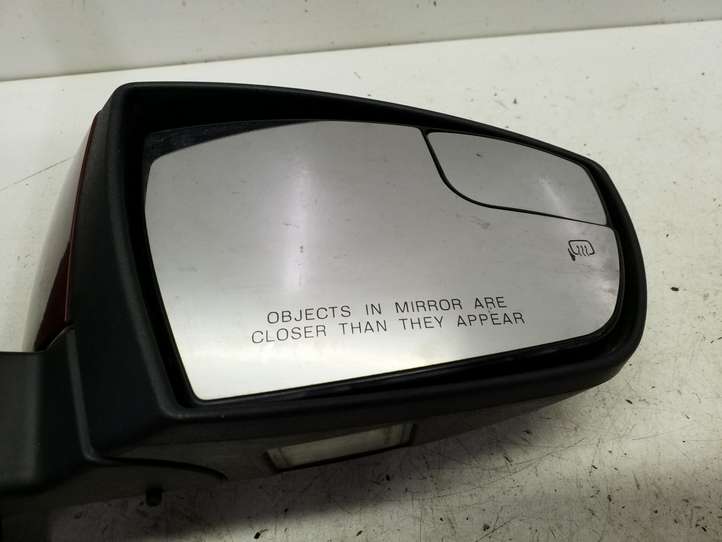 OBJECTS IN MIRROR ARE
CLOSER THAN THEY APPEAR